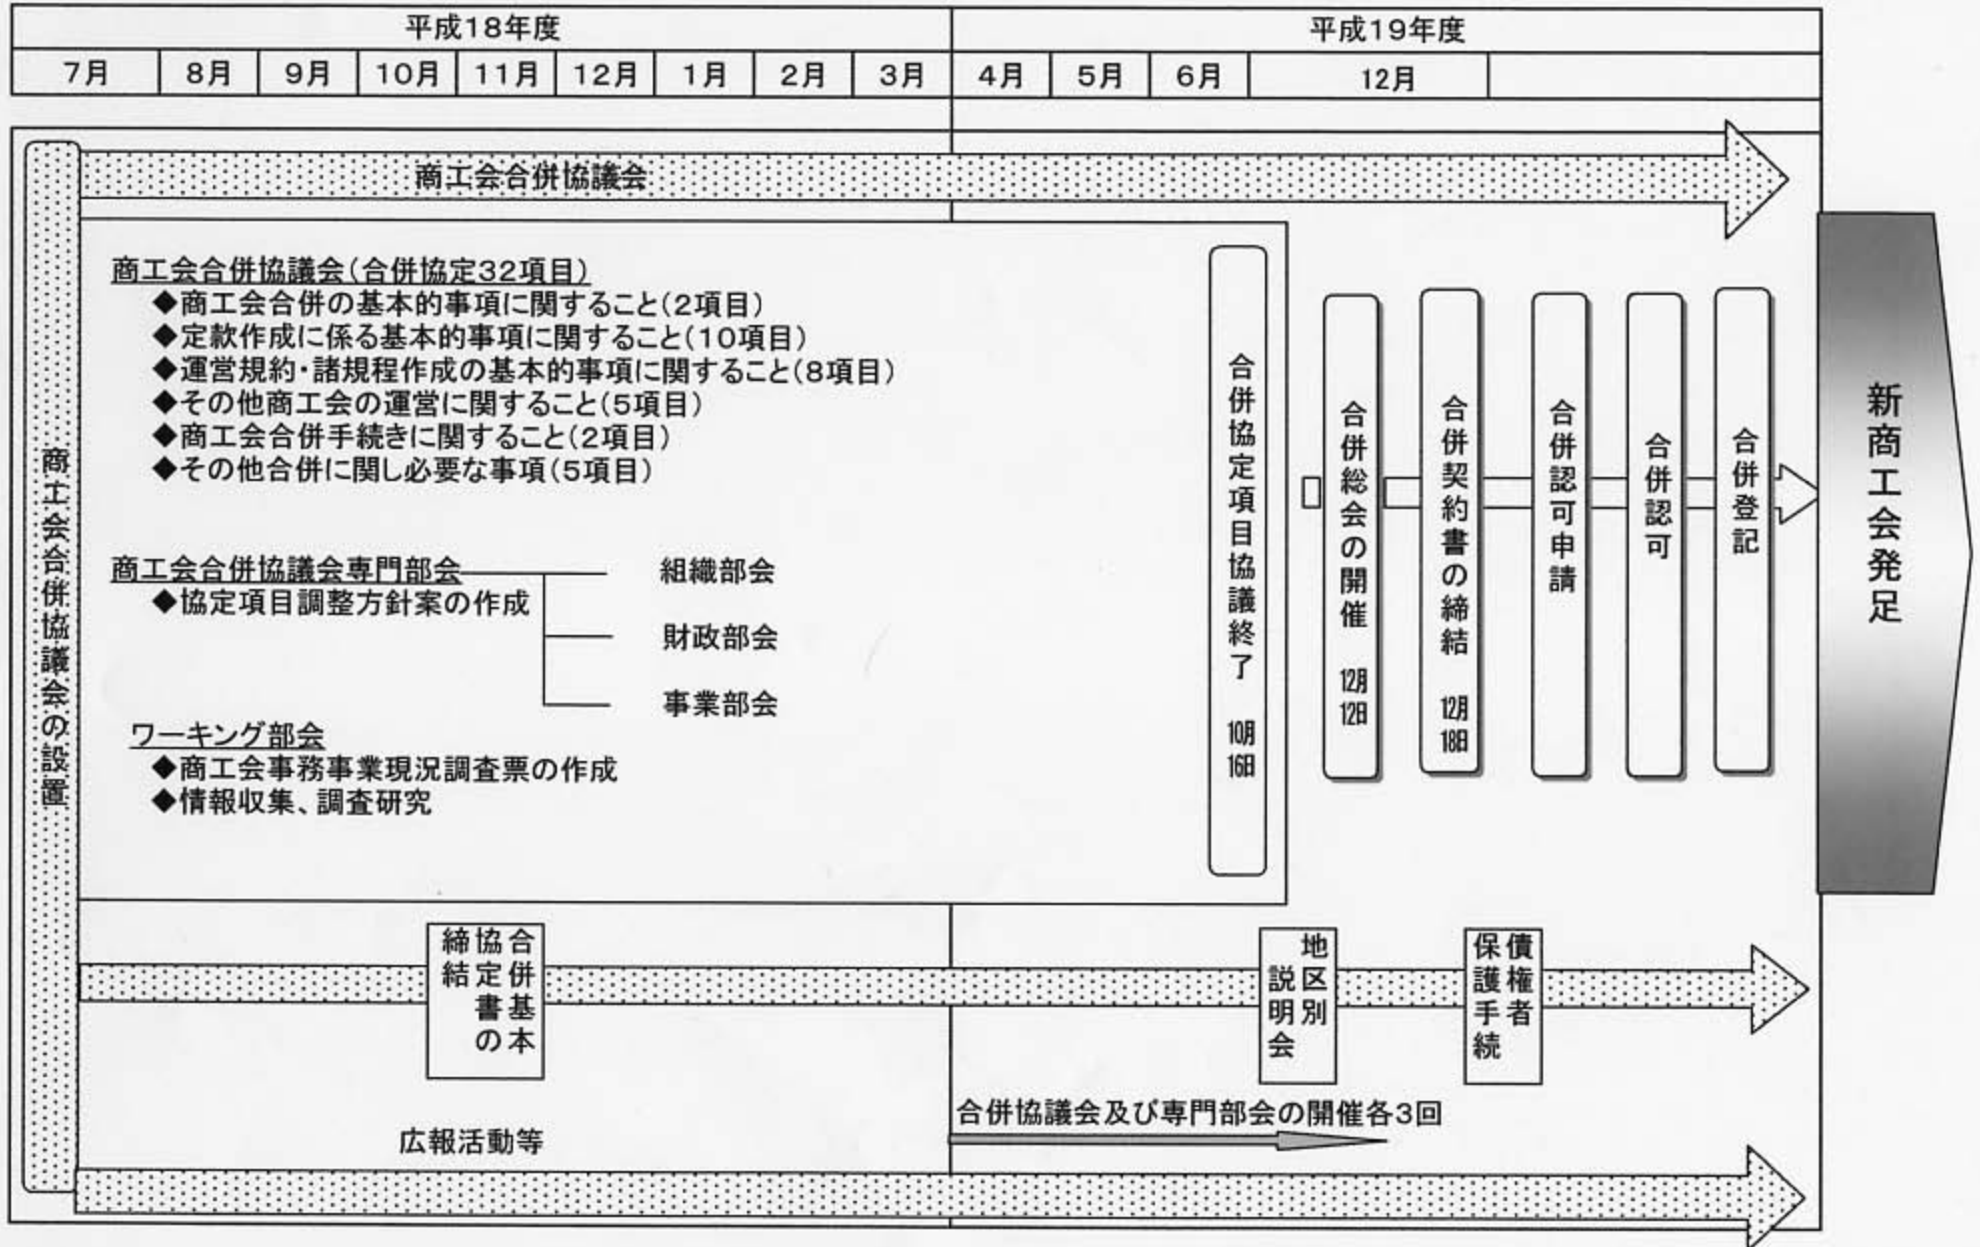 平成18年度
平成19年度
7月
8月
9月
10月
11月
12月
1月
2月
3月
4月
5月
6月
12月
商工会合併協議会の設置
商工会合併協議会
商工会合併協議会(合併協定32項目)
◆商工会合併の基本的事項に関すること(2項目)
◆定款作成に係る基本的事項に関すること(10項目)
◆運営規約・諸規程作成の基本的事項に関すること(8項目)
◆その他商工会の運営に関すること(5項目)
◆商工会合併手続きに関すること(2項目)
◆その他合併に関し必要な事項(5項目)
商工会合併協議会専門部会
◆協定項目調整方針案の作成
組織部会
財政部会
事業部会
ワーキング部会
◆商工会事務事業現況調査票の作成
◆情報収集、調査研究
合併協定項目協議終了 10月16日
合併総会の開催 12月12日
合併契約書の締結 12月18日
合併認可申請
合併認可
合併登記
新商工会発足
合併基本
協定書の
締結
地区別
説明会
債権者
保護手続
合併協議会及び専門部会の開催各3回
広報活動等